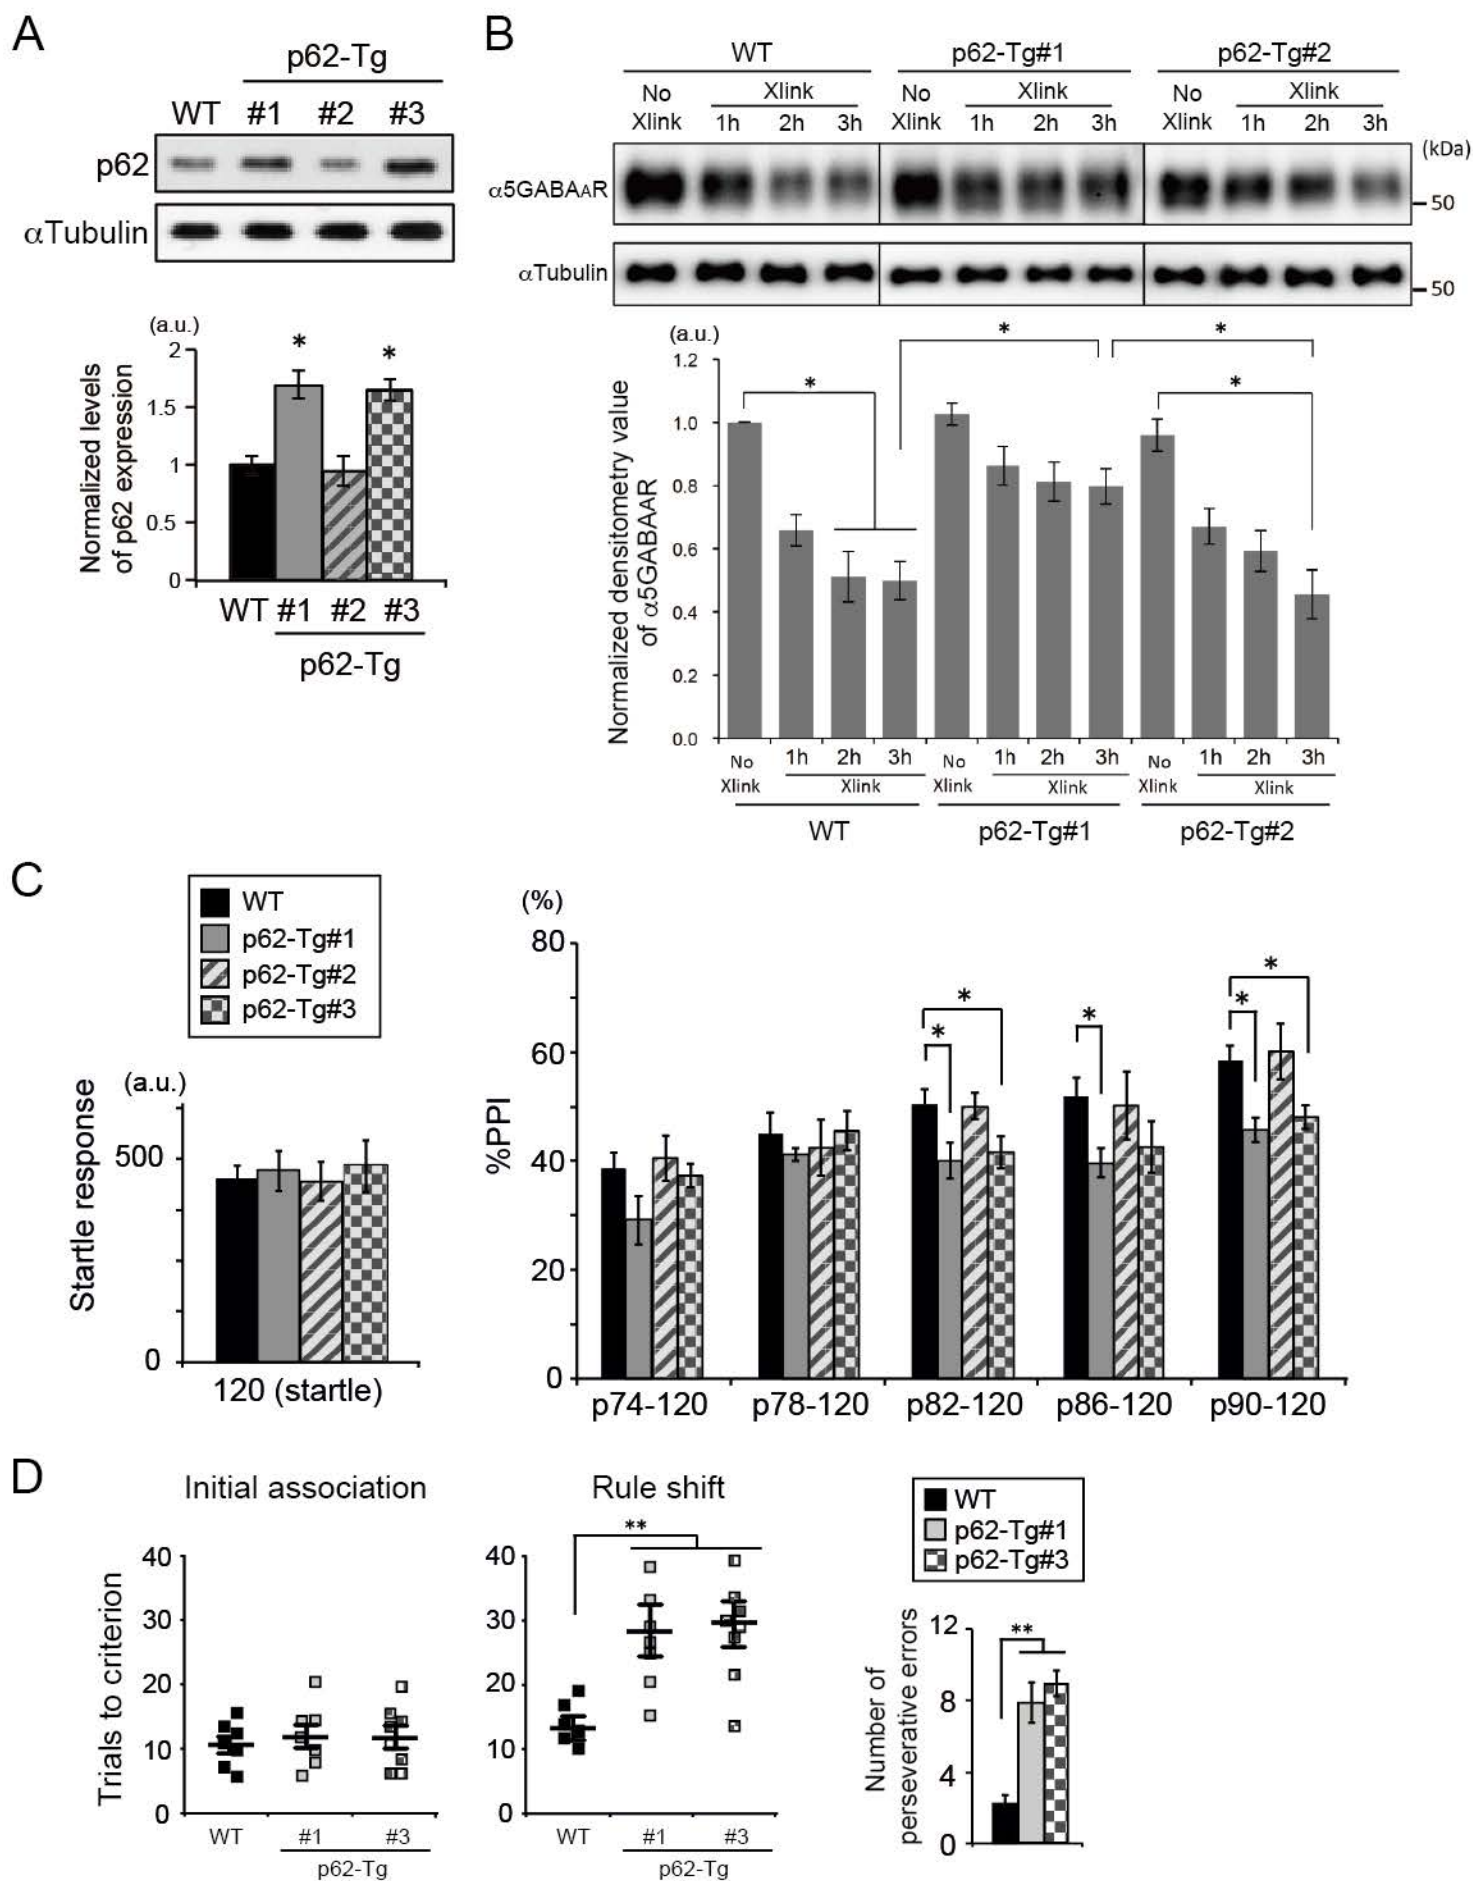 A
p62-Tg
WT #1 #2 #3
p62
αTubulin
(a.u.)
Normalized levels
of p62 expression
2
1.5
1
0.5
0
* *
WT #1 #2 #3
p62-Tg
B
WT p62-Tg#1 p62-Tg#2
No Xlink No Xlink No Xlink
Xlink 1h 2h 3h Xlink 1h 2h 3h Xlink 1h 2h 3h
(kDa)
α5GABAAR
50
αTubulin
50
(a.u.)
* *
* *
Normalized densitometry value
of α5GABAAR
1.2
1.0
0.8
0.6
0.4
0.2
0.0
No 1h 2h 3h No 1h 2h 3h No 1h 2h 3h
Xlink Xlink Xlink Xlink Xlink Xlink
WT p62-Tg#1 p62-Tg#2
C
WT
p62-Tg#1
p62-Tg#2
p62-Tg#3
(a.u.)
Startle response
500
0
120 (startle)
(%)
%PPI
80
60
40
20
0
* * * * *
p74-120 p78-120 p82-120 p86-120 p90-120
D
Initial association
Trials to criterion
40
30
20
10
0
WT #1 #3
p62-Tg
Rule shift
**
40
30
20
10
0
WT #1 #3
p62-Tg
WT
p62-Tg#1
p62-Tg#3
Number of
perseverative errors
12
8
4
0
**